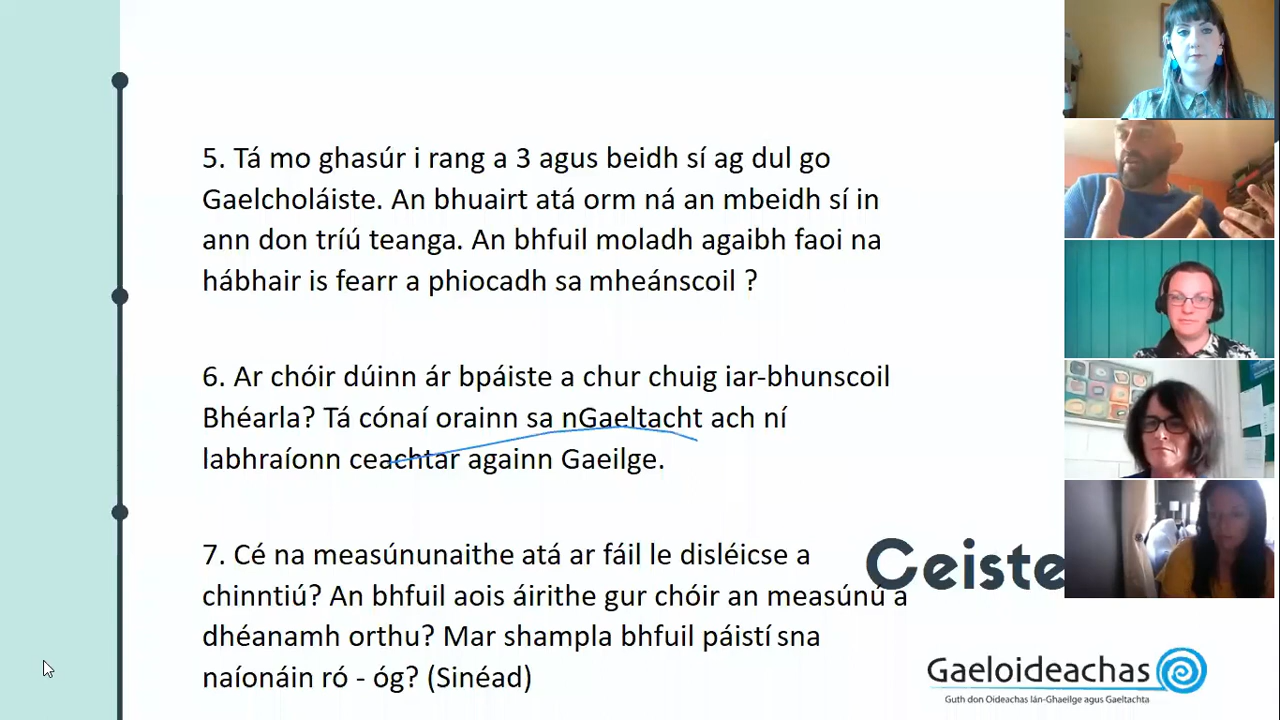 5. Tá mo ghasúr i rang a 3 agus beidh sí ag dul go
Gaelcholáiste. An bhuairt atá orm ná an mbeidh sí in
ann don tríú teanga. An bhfuil moladh agaibh faoi na
hábhair is fearr a phiocadh sa mheánscoil ?
6. Ar chóir dúinn ár bpáiste a chur chuig iar-bhunscoil
Bhéarla? Tá cónaí orainn sa nGaeltacht ach ní
labhraíonn ceachtar againn Gaeilge.
7. Cé na measúnunaithe atá ar fáil le disléicse a
chinntiú? An bhfuil aois áirithe gur chóir an measúnú a
dhéanamh orthu? Mar shampla bhfuil páistí sna
naíonáin ró - óg? (Sinéad)
Ceiste
Gaeloideachas
Guth don Oideachas lán-Ghaeilge agus Gaeltachta